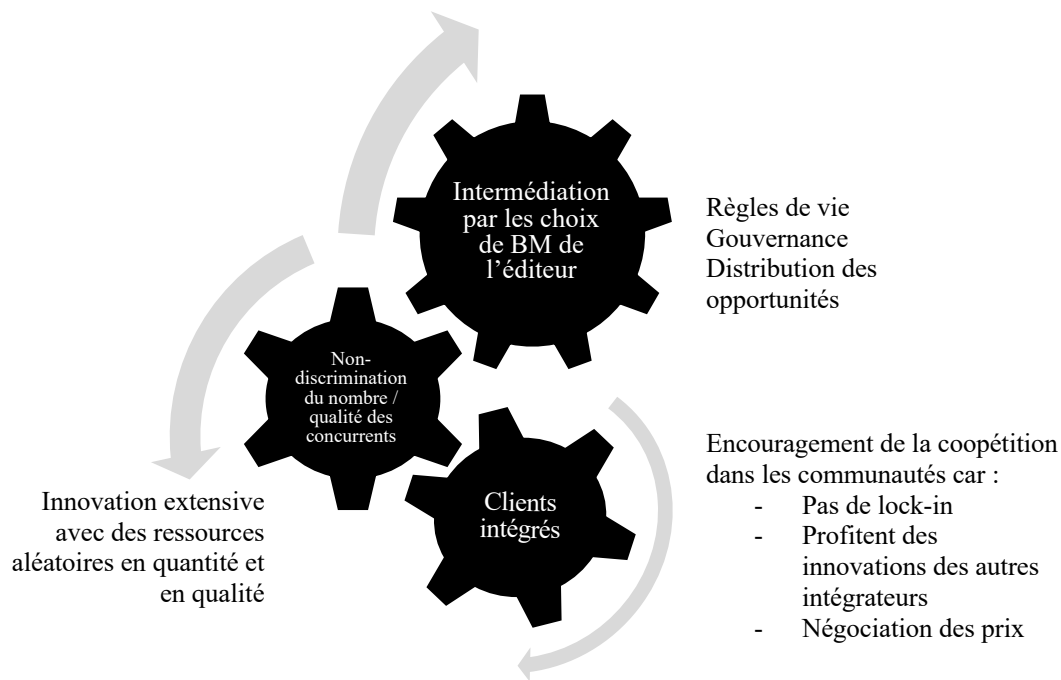 Intermédiation
par les choix
de BM de
l’éditeur
Règles de vie
Gouvernance
Distribution des
opportunités
Non-
discrimination
du nombre /
qualité des
concurrents
Innovation extensive
avec des ressources
aléatoires en quantité et
en qualité
Clients
intégrés
Encouragement de la coopétition
dans les communautés car :
- Pas de lock-in
- Profitent des
innovations des autres
intégrateurs
- Négociation des prix